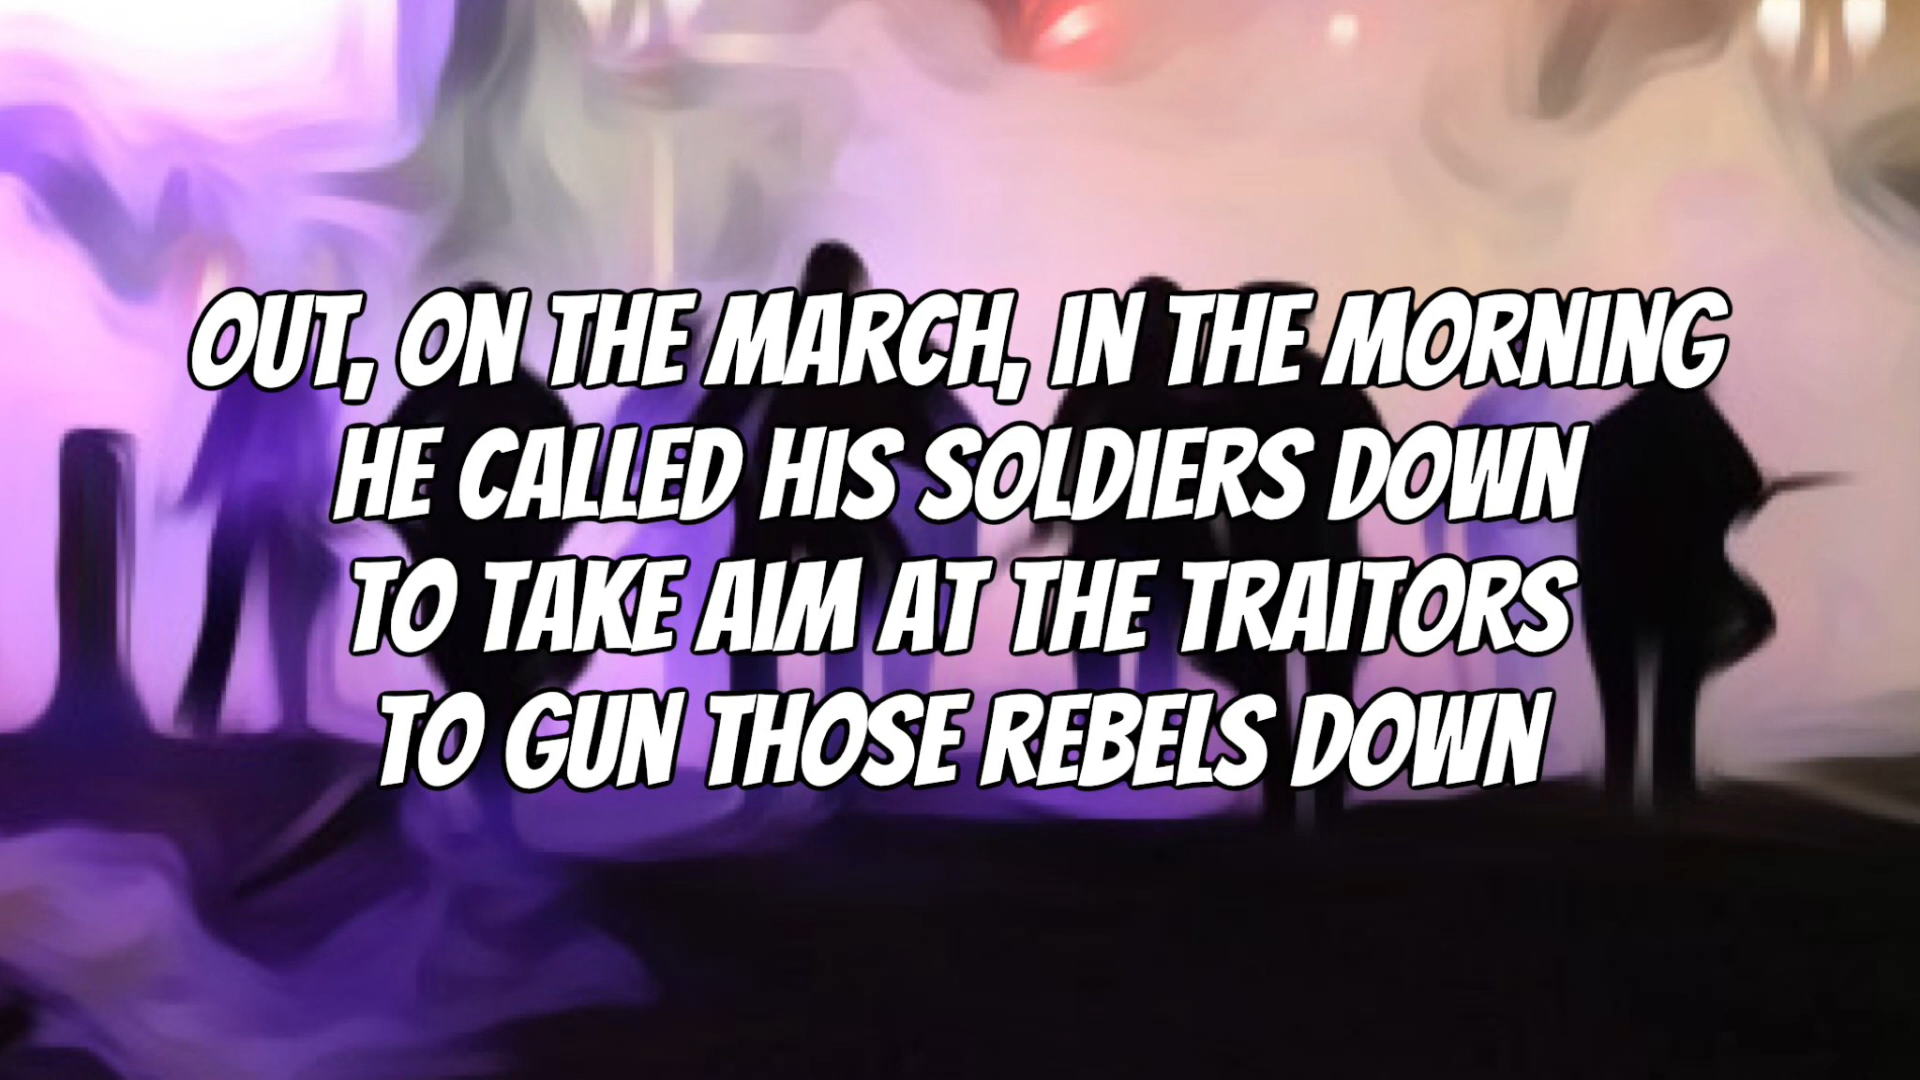 OUT, ON THE MARCH, IN THE MORNING
HE CALLED HIS SOLDIERS DOWN
TO TAKE AIM AT THE TRAITORS
TO GUN THOSE REBELS DOWN